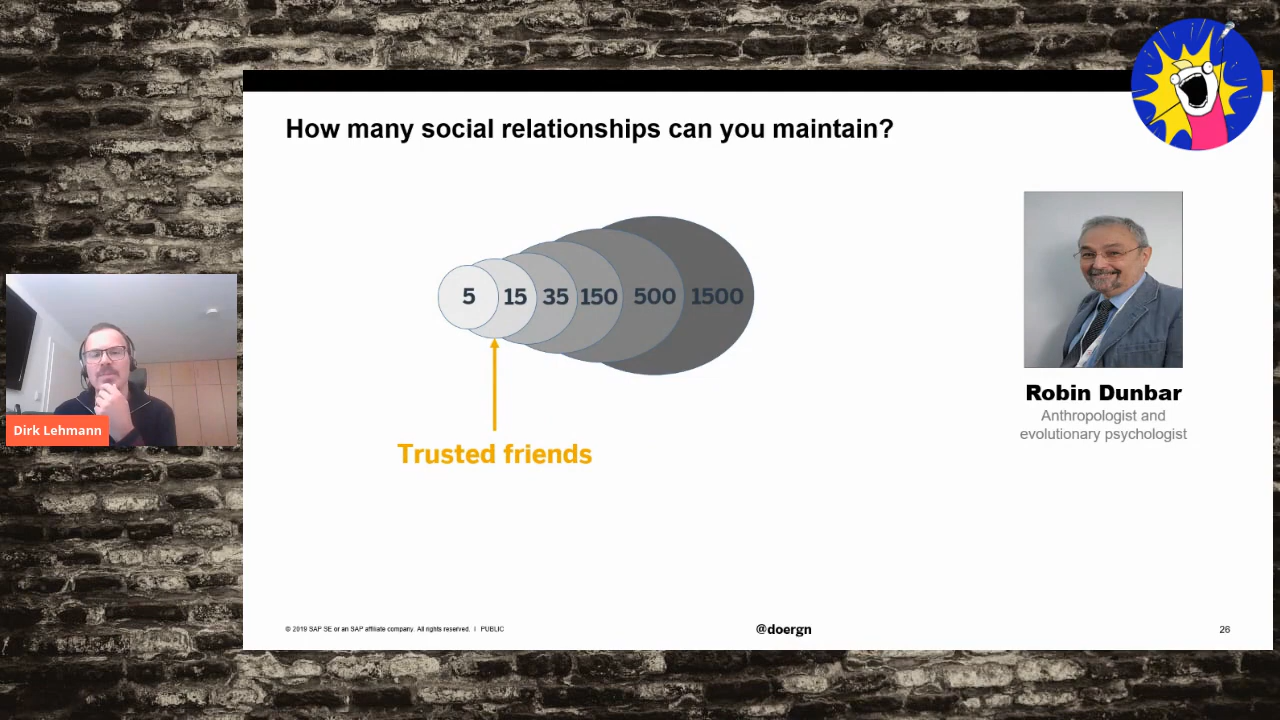 How many social relationships can you maintain?
5 15 35 150 500 1500
Trusted friends
Robin Dunbar
Anthropologist and
evolutionary psychologist
Dirk Lehmann
© 2019 SAP SE or an SAP affiliate company. All rights reserved. I PUBLIC
@doergn
26